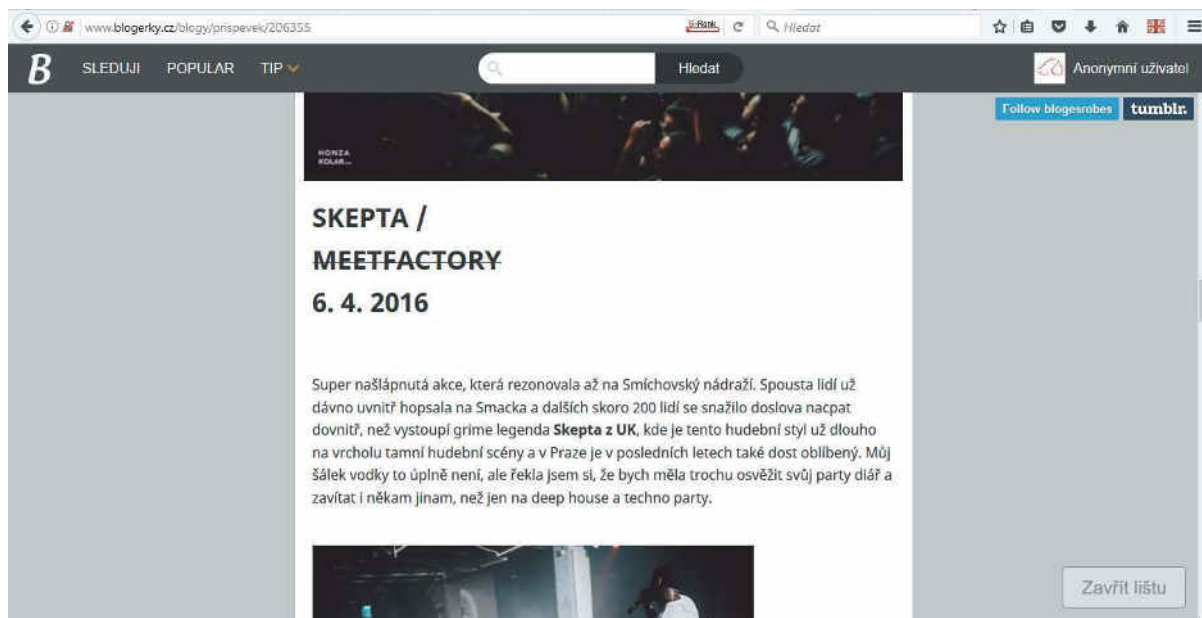 www.blogerky.cz/blogy/prispevek/206355
S-Rank
Hledat
B SLEDUJI POPULAR TIP Hledat Anonymní uživatel
Follow blogesrobes tumblr.
HONZA
KOLAR
SKEPTA /
MEETFACTORY
6. 4. 2016
Super našlápnutá akce, která rezonovala až na Smíchovský nádraží. Spousta lidí už
dávno uvnitř hopsala na Smacka a dalších skoro 200 lidí se snažilo doslova nacpat
dovnitř, než vystoupí grime legenda Skepta z UK, kde je tento hudební styl už dlouho
na vrcholu tamní hudební scény a v Praze je v posledních letech také dost oblíbený. Můj
šálek vodky to úplně není, ale řekla jsem si, že bych měla trochu osvěžit svůj party diář a
zavítat i někam jinam, než jen na deep house a techno party.
Zavřít lištu